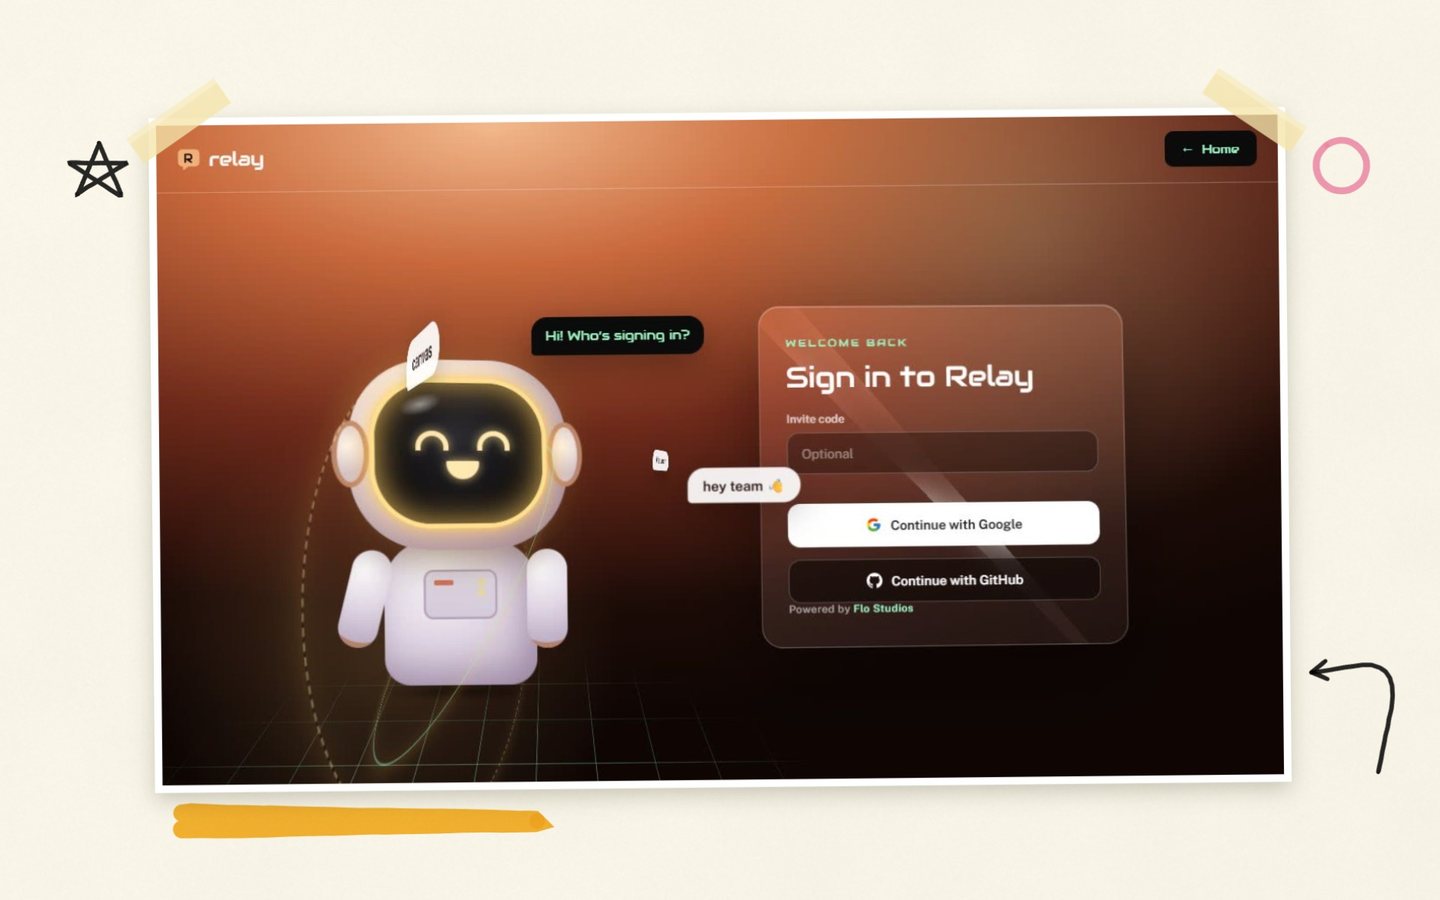 R relay
← Home
Hi! Who's signing in?
canvas
hey team 👋
WELCOME BACK
Sign in to Relay
Invite code
Optional
Continue with Google
Continue with GitHub
Powered by Flo Studios